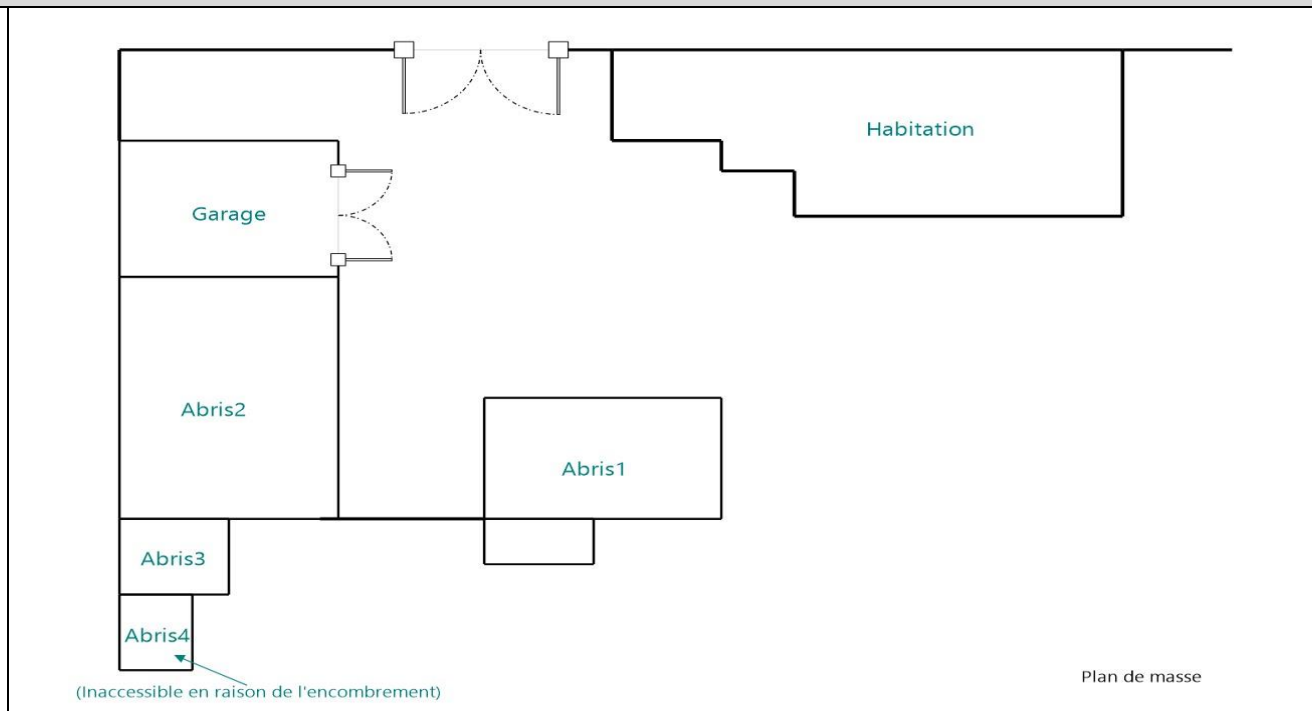 Habitation
Garage
Abris2
Abris1
Abris3
Abris4
(Inaccessible en raison de l'encombrement)
Plan de masse